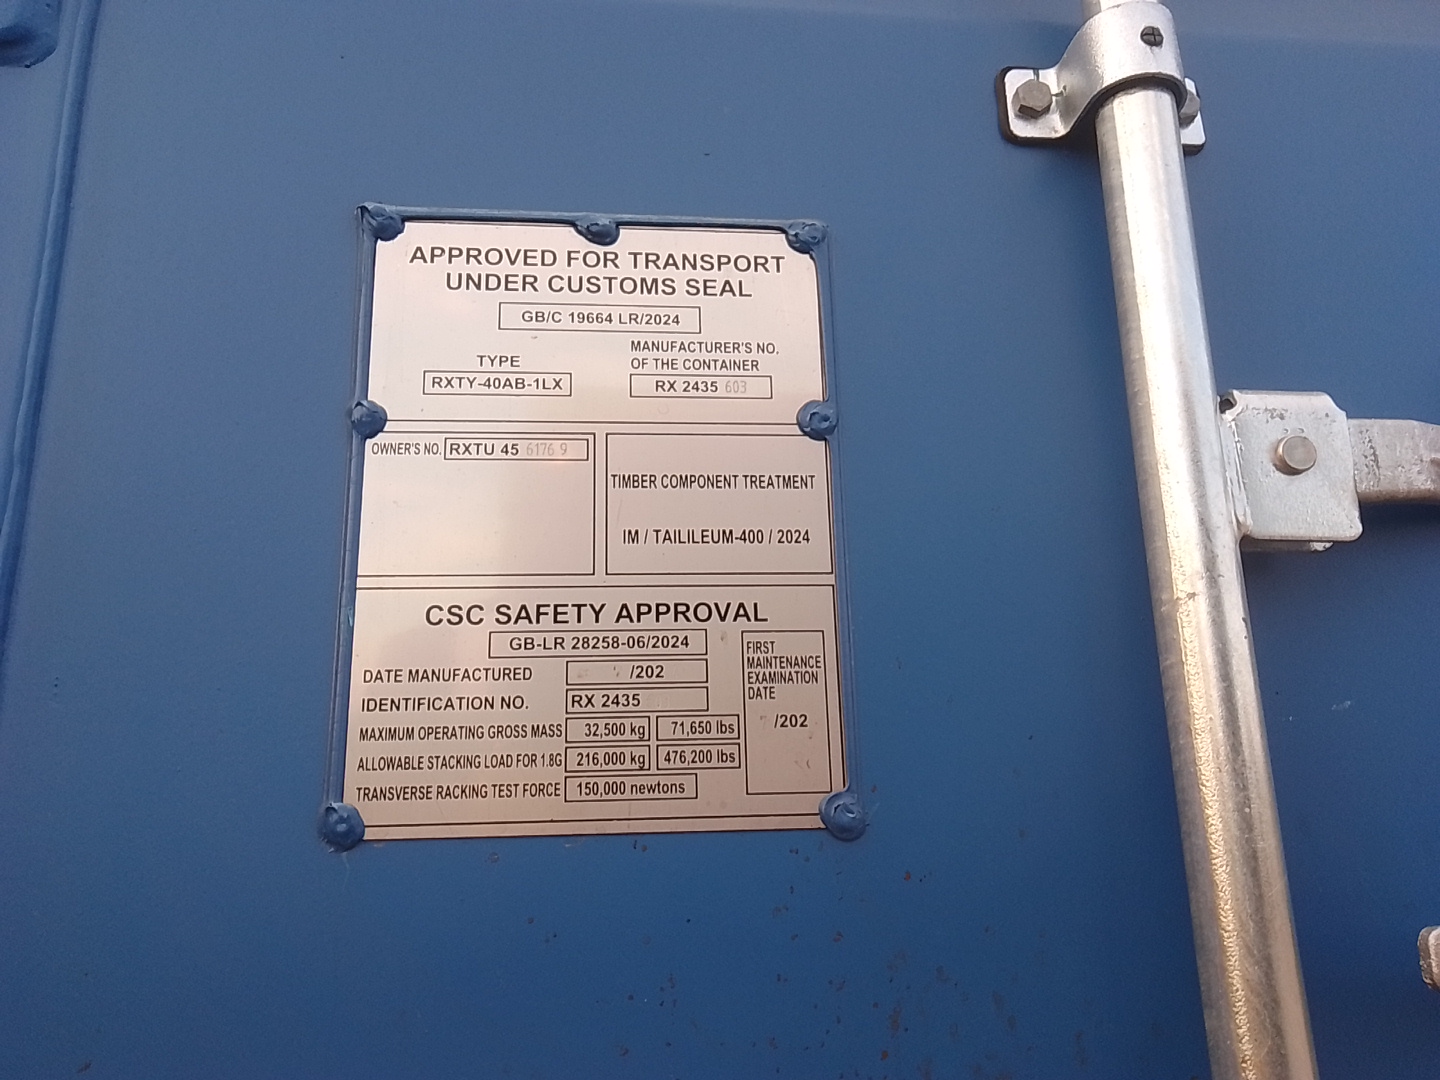 APPROVED FOR TRANSPORT
UNDER CUSTOMS SEAL
GB/C 19664 LR/2024
TYPE
RXTY-40AB-1LX
MANUFACTURER'S NO.
OF THE CONTAINER
RX 2435 603
OWNER'S NO. RXTU 45 6176 9
TIMBER COMPONENT TREATMENT
IM / TAILILEUM-400 / 2024
CSC SAFETY APPROVAL
GB-LR 28258-06/2024
DATE MANUFACTURED /202
IDENTIFICATION NO. RX 2435
MAXIMUM OPERATING GROSS MASS 32,500 kg 71,650 lbs
ALLOWABLE STACKING LOAD FOR 1.8G 216,000 kg 476,200 lbs
TRANSVERSE RACKING TEST FORCE 150,000 newtons
FIRST
MAINTENANCE
EXAMINATION
DATE
/202